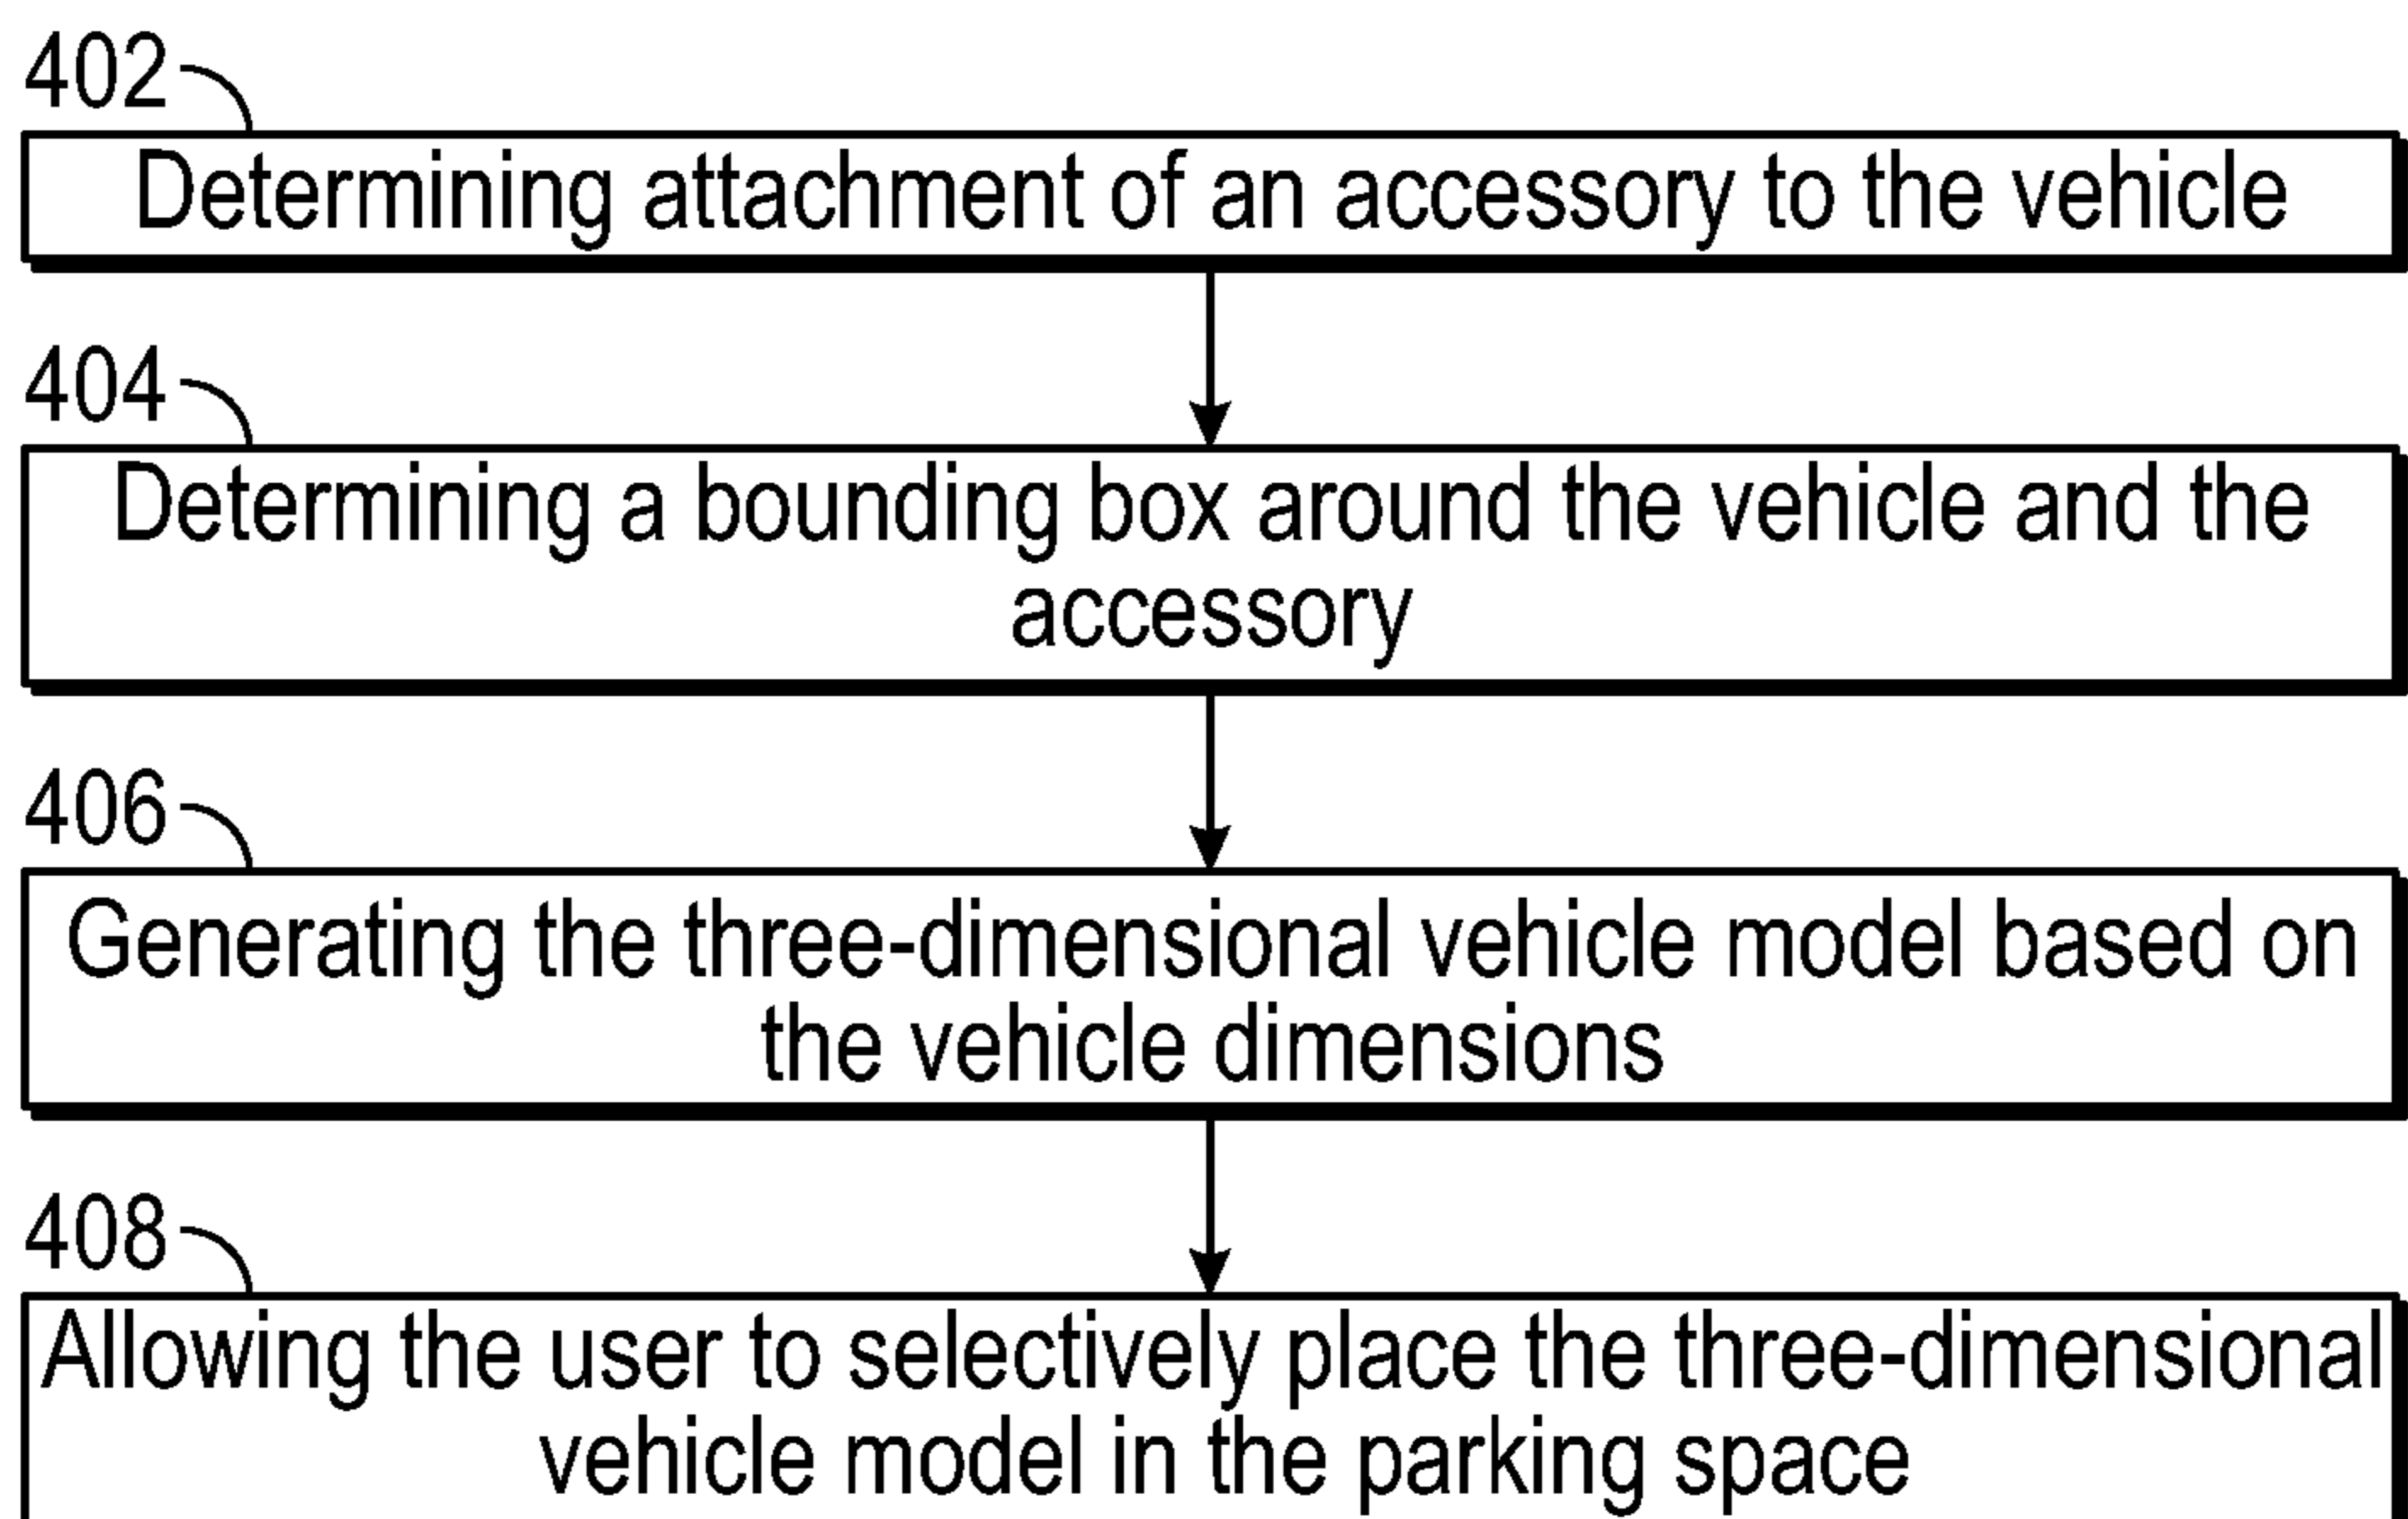 402
Determining attachment of an accessory to the vehicle
404
Determining a bounding box around the vehicle and the
accessory
406
Generating the three-dimensional vehicle model based on
the vehicle dimensions
408
Allowing the user to selectively place the three-dimensional
vehicle model in the parking space